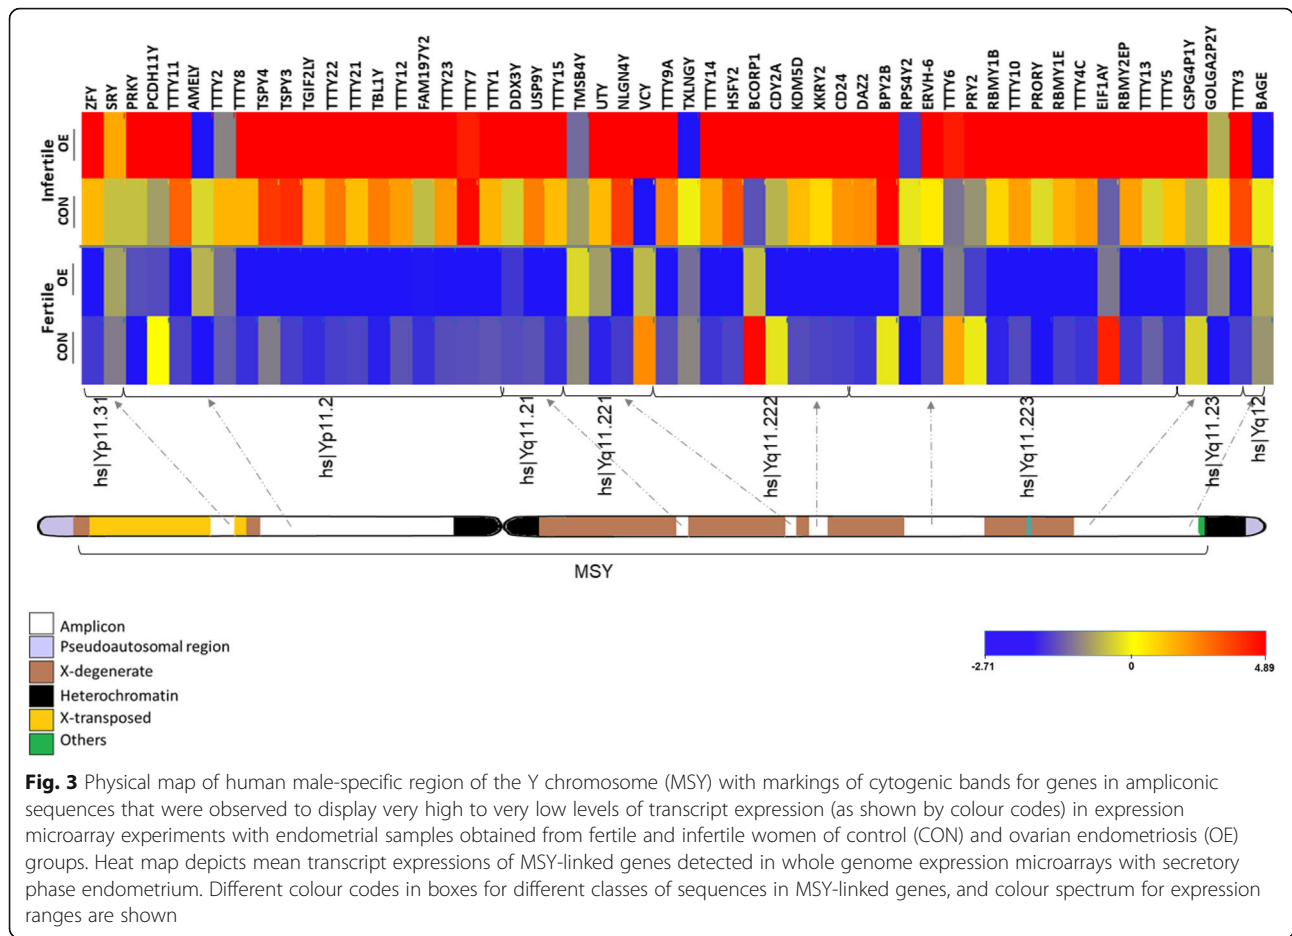 ZFY
SRY
PRKY
PCDH11Y
TTTY11
AMELY
TTTY2
TTTY8
TSPY4
TSPY3
TGIF2LY
TTTY22
TTTY21
TBL1Y
TTTY12
FAM197Y2
TTTY23
TTTY7
TTTY1
DDX3Y
USP9Y
TTTY15
TMSB4Y
UTY
NLGN4Y
VCY
TTTY9A
TXLNGY
TTTY14
HSFY2
BCORP1
CDY2A
KDM5D
XKRY2
CD24
DAZ2
BPY2B
RPS4Y2
ERVH-6
TTTY6
PRY2
RBMY1B
TTTY10
PRORY
RBMY1E
TTTY4C
EIF1AY
RBMY2EP
TTTY13
TTTY5
CSPG4P1Y
GOLGA2P2Y
TTTY3
BAGE
Infertile
OE
CON
Fertile
OE
CON
hs|Yp11.31
hs|Yp11.2
hs|Yq11.21
hs|Yq11.221
hs|Yq11.222
hs|Yq11.223
hs|Yq11.23
hs|Yq12
MSY
Amplicon
Pseudoautosomal region
X-degenerate
Heterochromatin
X-transposed
Others
-2.71
0
4.89
Fig. 3 Physical map of human male-specific region of the Y chromosome (MSY) with markings of cytogenic bands for genes in ampliconic
sequences that were observed to display very high to very low levels of transcript expression (as shown by colour codes) in expression
microarray experiments with endometrial samples obtained from fertile and infertile women of control (CON) and ovarian endometriosis (OE)
groups. Heat map depicts mean transcript expressions of MSY-linked genes detected in whole genome expression microarrays with secretory
phase endometrium. Different colour codes in boxes for different classes of sequences in MSY-linked genes, and colour spectrum for expression
ranges are shown